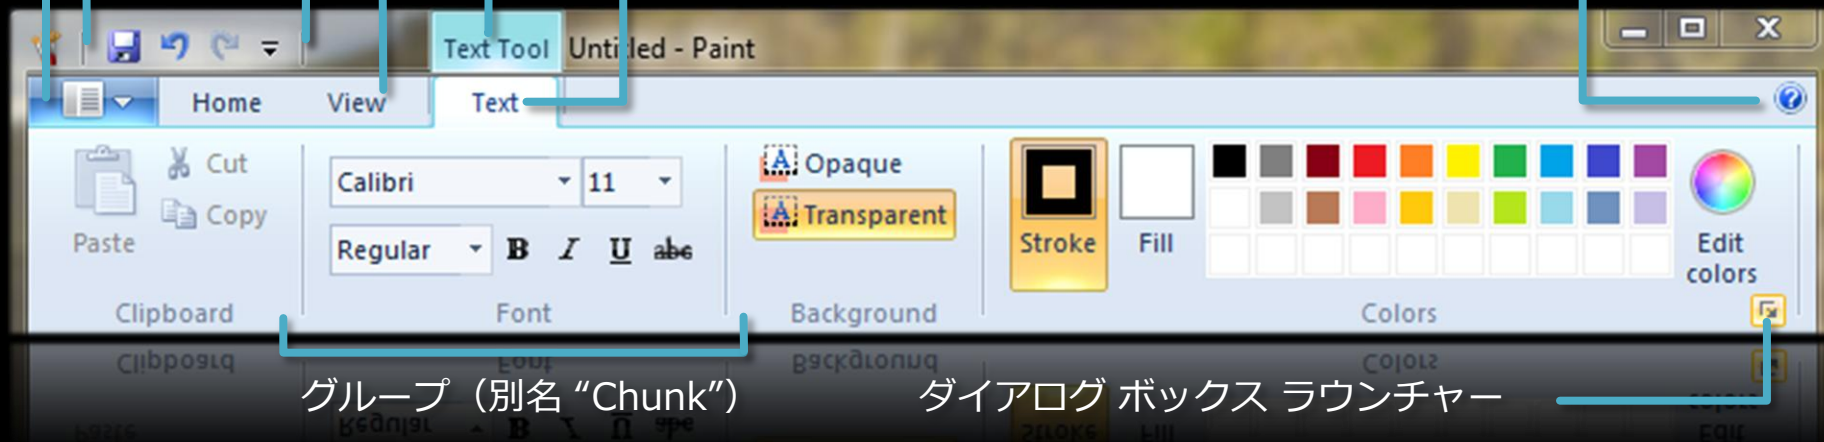 Text Tool Untitled - Paint
Home View Text
Cut
Copy
Paste
Calibri 11
Regular B I U abc
Opaque
Transparent
Stroke Fill
Edit
colors
Clipboard Font Background Colors
グループ（別名 “Chunk”）
ダイアログ ボックス ラウンチャー